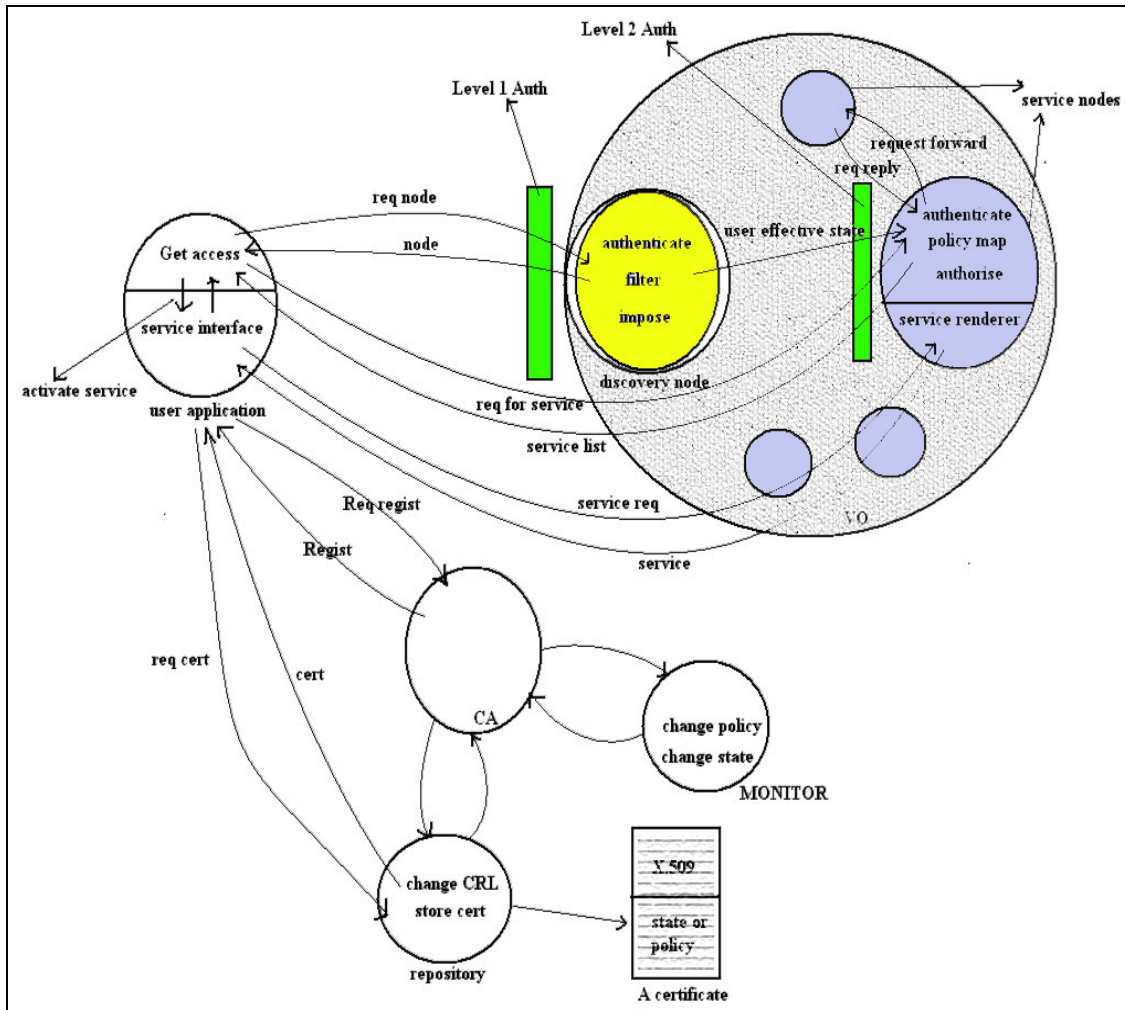 Level 2 Auth
Level 1 Auth
service nodes
request forward
req reply
req node
authenticate
policy map
authorise
user effective state
node
authenticate
filter
impose
Get access
service interface
service renderer
discovery node
activate service
user application
req for service
service list
service req
VO
service
Req regist
Regist
req cert
cert
CA
change policy
change state
MONITOR
change CRL
store cert
repository
X.509
state or
policy
A certificate